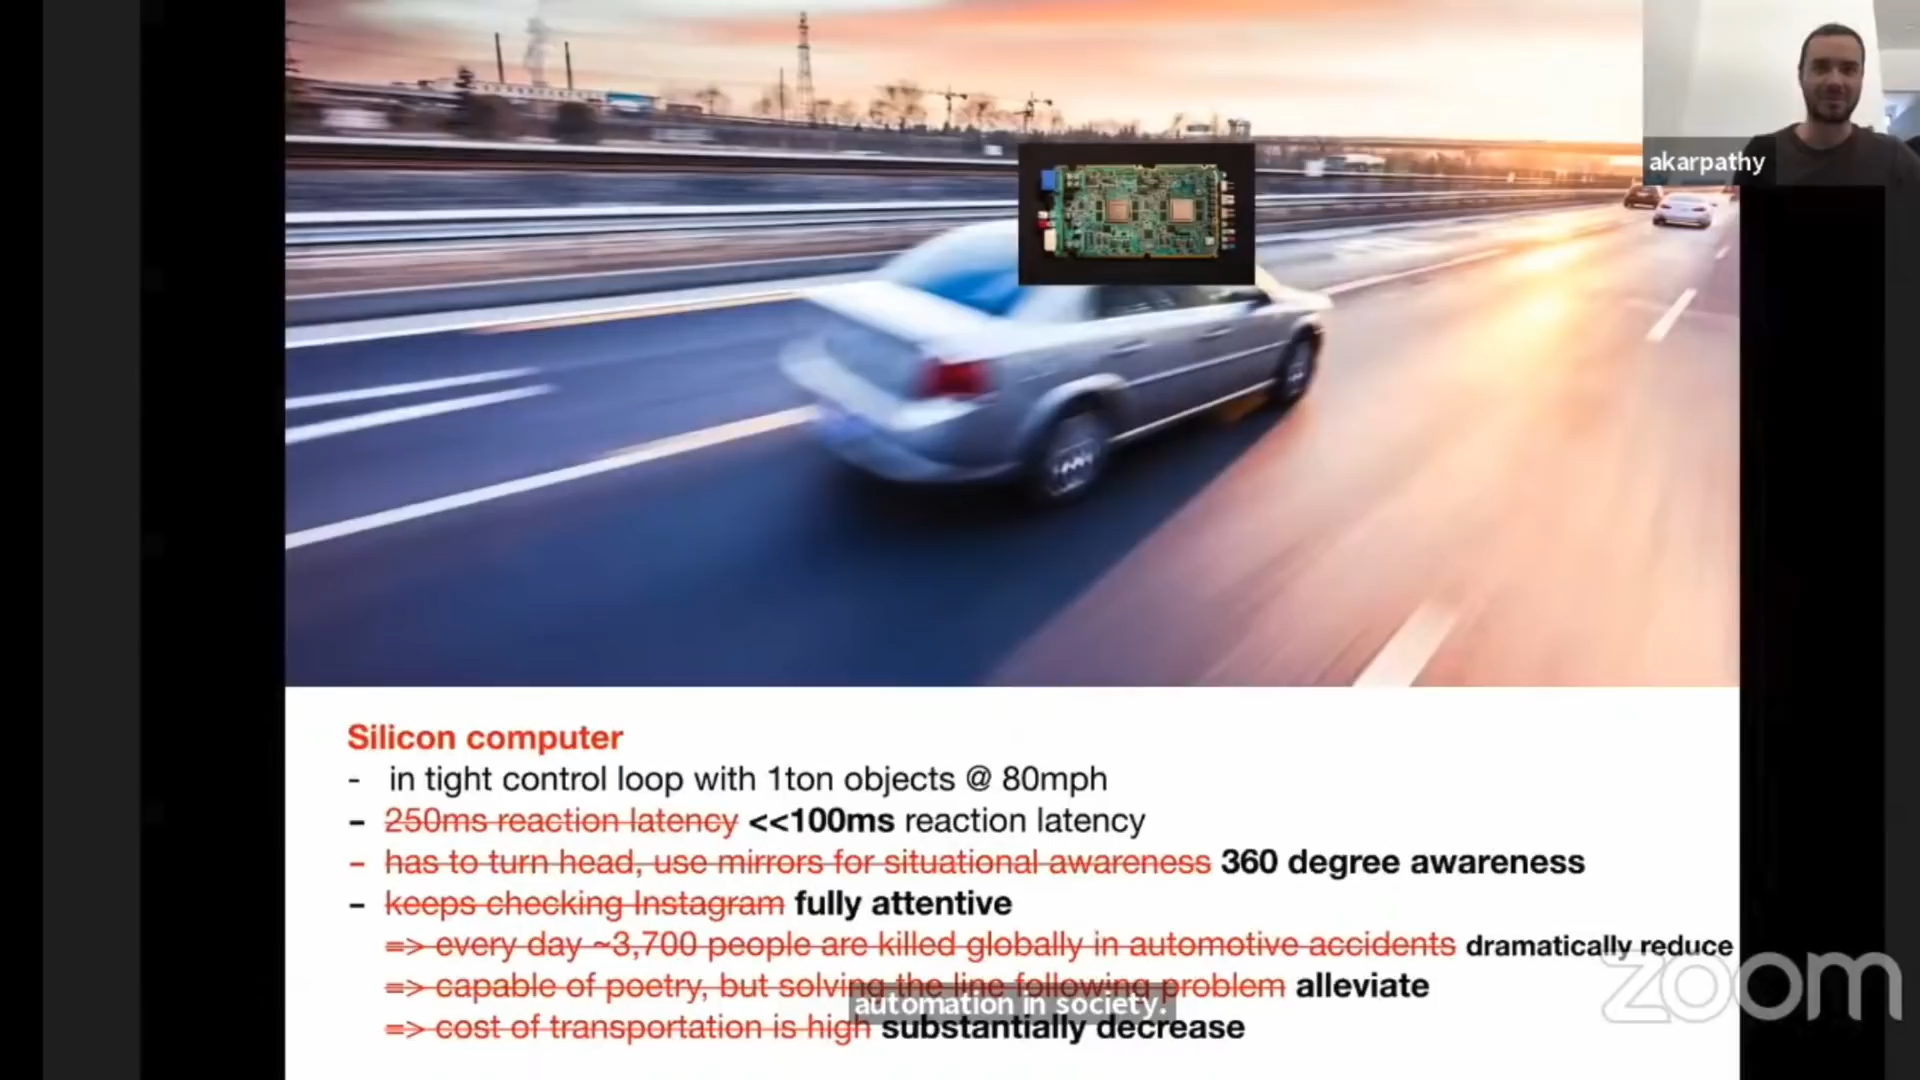 akarpathy
Silicon computer
- in tight control loop with 1ton objects @ 80mph
- 250ms reaction latency <<100ms reaction latency
- has to turn head, use mirrors for situational awareness 360 degree awareness
- keeps checking Instagram fully attentive
=> every day ~3,700 people are killed globally in automotive accidents dramatically reduce
=> capable of poetry, but solving the line following problem alleviate
automation in society.
=> cost of transportation is high substantially decrease
zoom